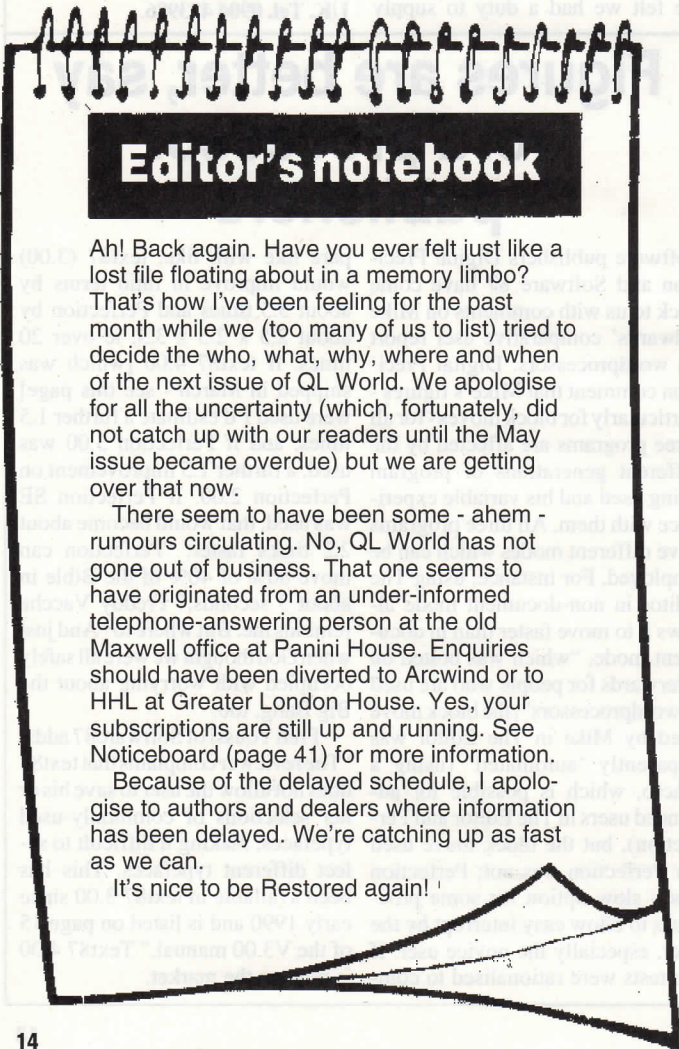 Editor's notebook
Ah! Back again. Have you ever felt just like a
lost file floating about in a memory limbo?
That's how I've been feeling for the past
month while we (too many of us to list) tried to
decide the who, what, why, where and when
of the next issue of QL World. We apologise
for all the uncertainty (which, fortunately, did
not catch up with our readers until the May
issue became overdue) but we are getting
over that now.
There seem to have been some - ahem -
rumours circulating. No, QL World has not
gone out of business. That one seems to
have originated from an under-informed
telephone-answering person at the old
Maxwell office at Panini House. Enquiries
should have been diverted to Arcwind or to
HHL at Greater London House. Yes, your
subscriptions are still up and running. See
Noticeboard (page 41) for more information.
Because of the delayed schedule, I apolo-
gise to authors and dealers where information
has been delayed. We're catching up as fast
as we can.
It's nice to be Restored again!
14